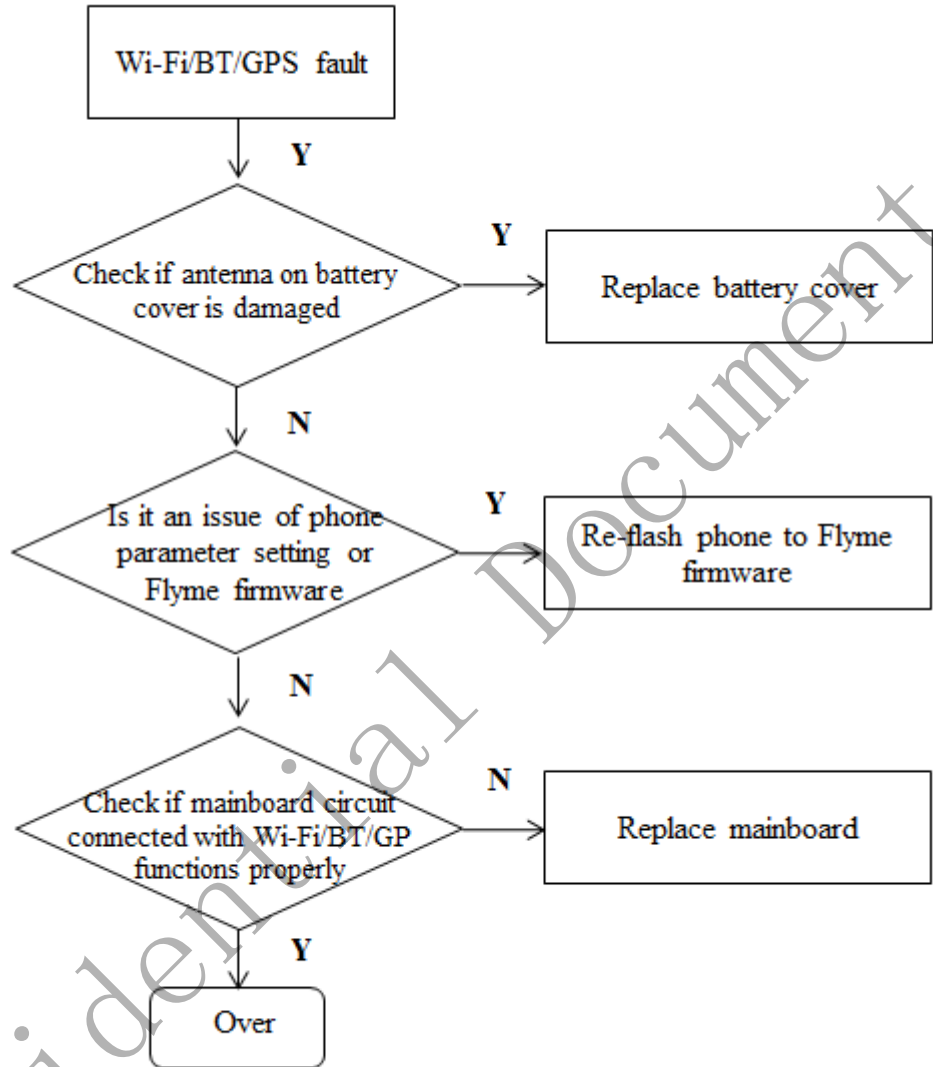 Wi-Fi/BT/GPS fault
Y
Check if antenna on battery
cover is damaged
Y
Replace battery cover
N
Is it an issue of phone
parameter setting or
Flyme firmware
Y
Re-flash phone to Flyme
firmware
N
Check if mainboard circuit
connected with Wi-Fi/BT/GP
functions properly
N
Replace mainboard
Y
Over
idential Document